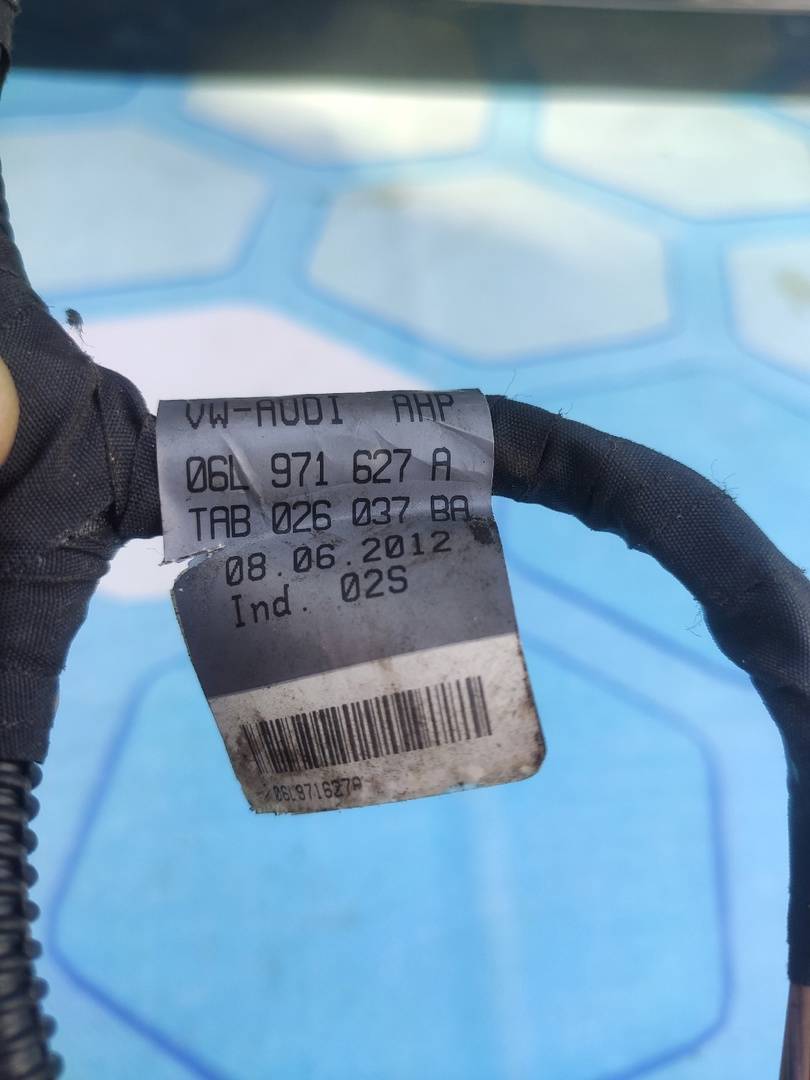 VW-AUDI AHP
06L 971 627 A
TAB 026 037 BA
08.06.2012
Ind. 02S
06L971627A